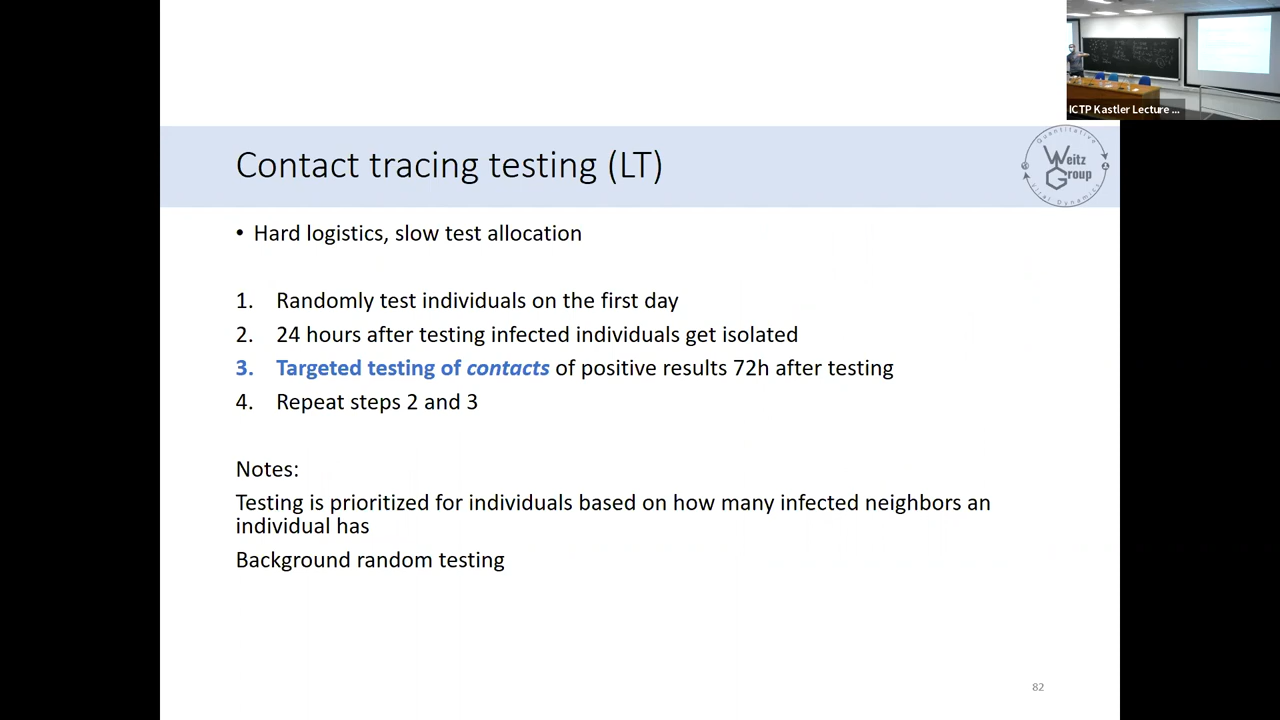 ICTP Kastler Lecture ...
Contact tracing testing (LT)
Quantitative
Weitz
Group
Viral Dynamics
• Hard logistics, slow test allocation
1. Randomly test individuals on the first day
2. 24 hours after testing infected individuals get isolated
3. Targeted testing of contacts of positive results 72h after testing
4. Repeat steps 2 and 3
Notes:
Testing is prioritized for individuals based on how many infected neighbors an
individual has
Background random testing
82